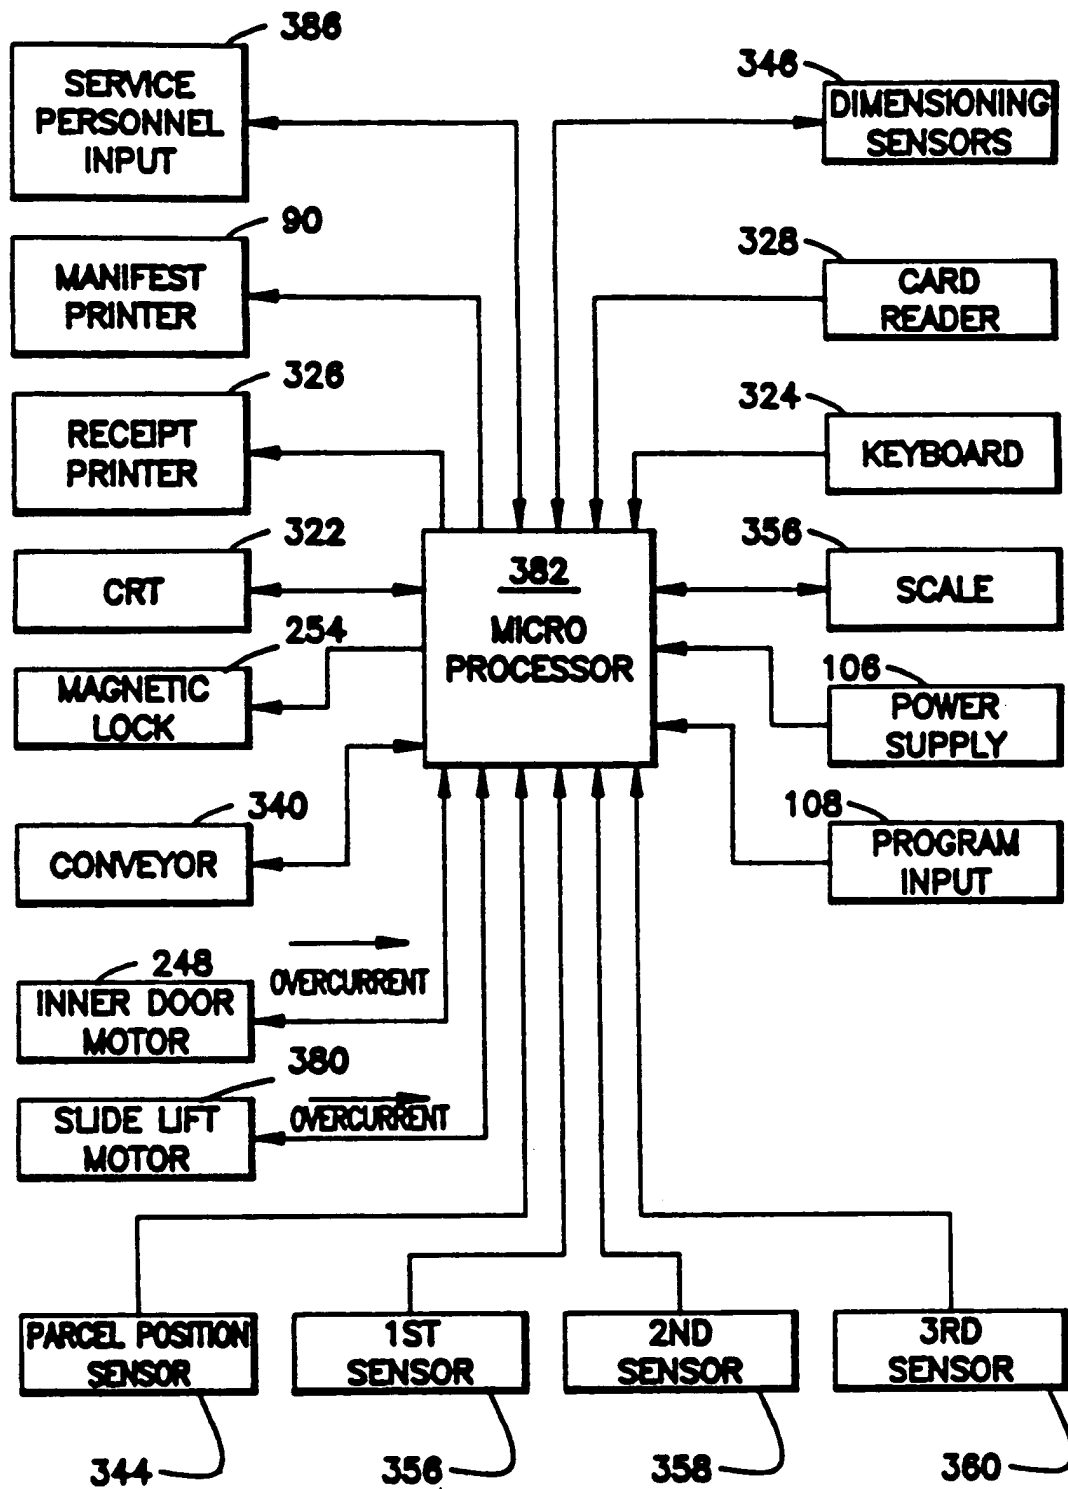 386
SERVICE
PERSONNEL
INPUT
346
DIMENSIONING
SENSORS
90
MANIFEST
PRINTER
328
CARD
READER
326
RECEIPT
PRINTER
324
KEYBOARD
322
CRT
382
MICRO
PROCESSOR
356
SCALE
254
MAGNETIC
LOCK
106
POWER
SUPPLY
340
CONVEYOR
108
PROGRAM
INPUT
248
INNER DOOR
MOTOR
OVERCURRENT
380
SLIDE LIFT
MOTOR
OVERCURRENT
PARCEL POSITION
SENSOR
1ST
SENSOR
2ND
SENSOR
3RD
SENSOR
344
356
358
360